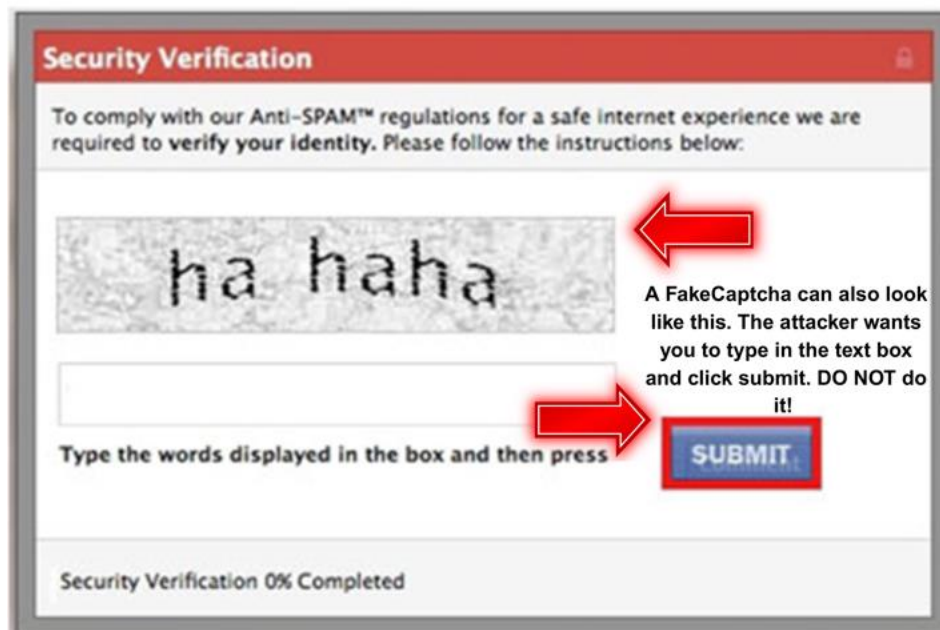 Security Verification
To comply with our Anti-SPAM™ regulations for a safe internet experience we are
required to verify your identity. Please follow the instructions below:
ha haha
A FakeCaptcha can also look
like this. The attacker wants
you to type in the text box
and click submit. DO NOT do
it!
Type the words displayed in the box and then press
SUBMIT
Security Verification 0% Completed